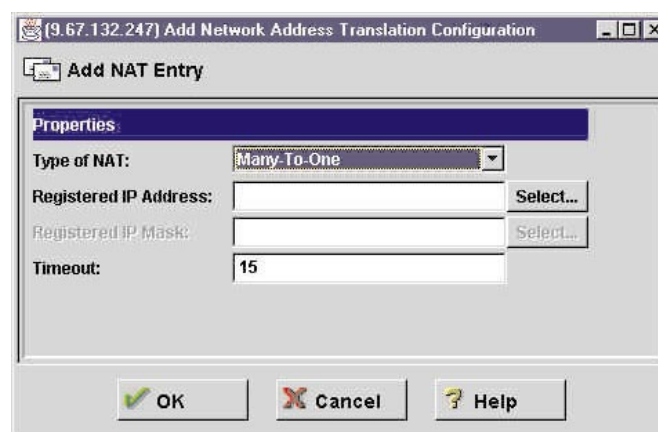 (9.67.132.247) Add Network Address Translation Configuration
Add NAT Entry
Properties
Type of NAT: Many-To-One
Registered IP Address: Select...
Registered IP Mask: Select...
Timeout: 15
OK Cancel Help